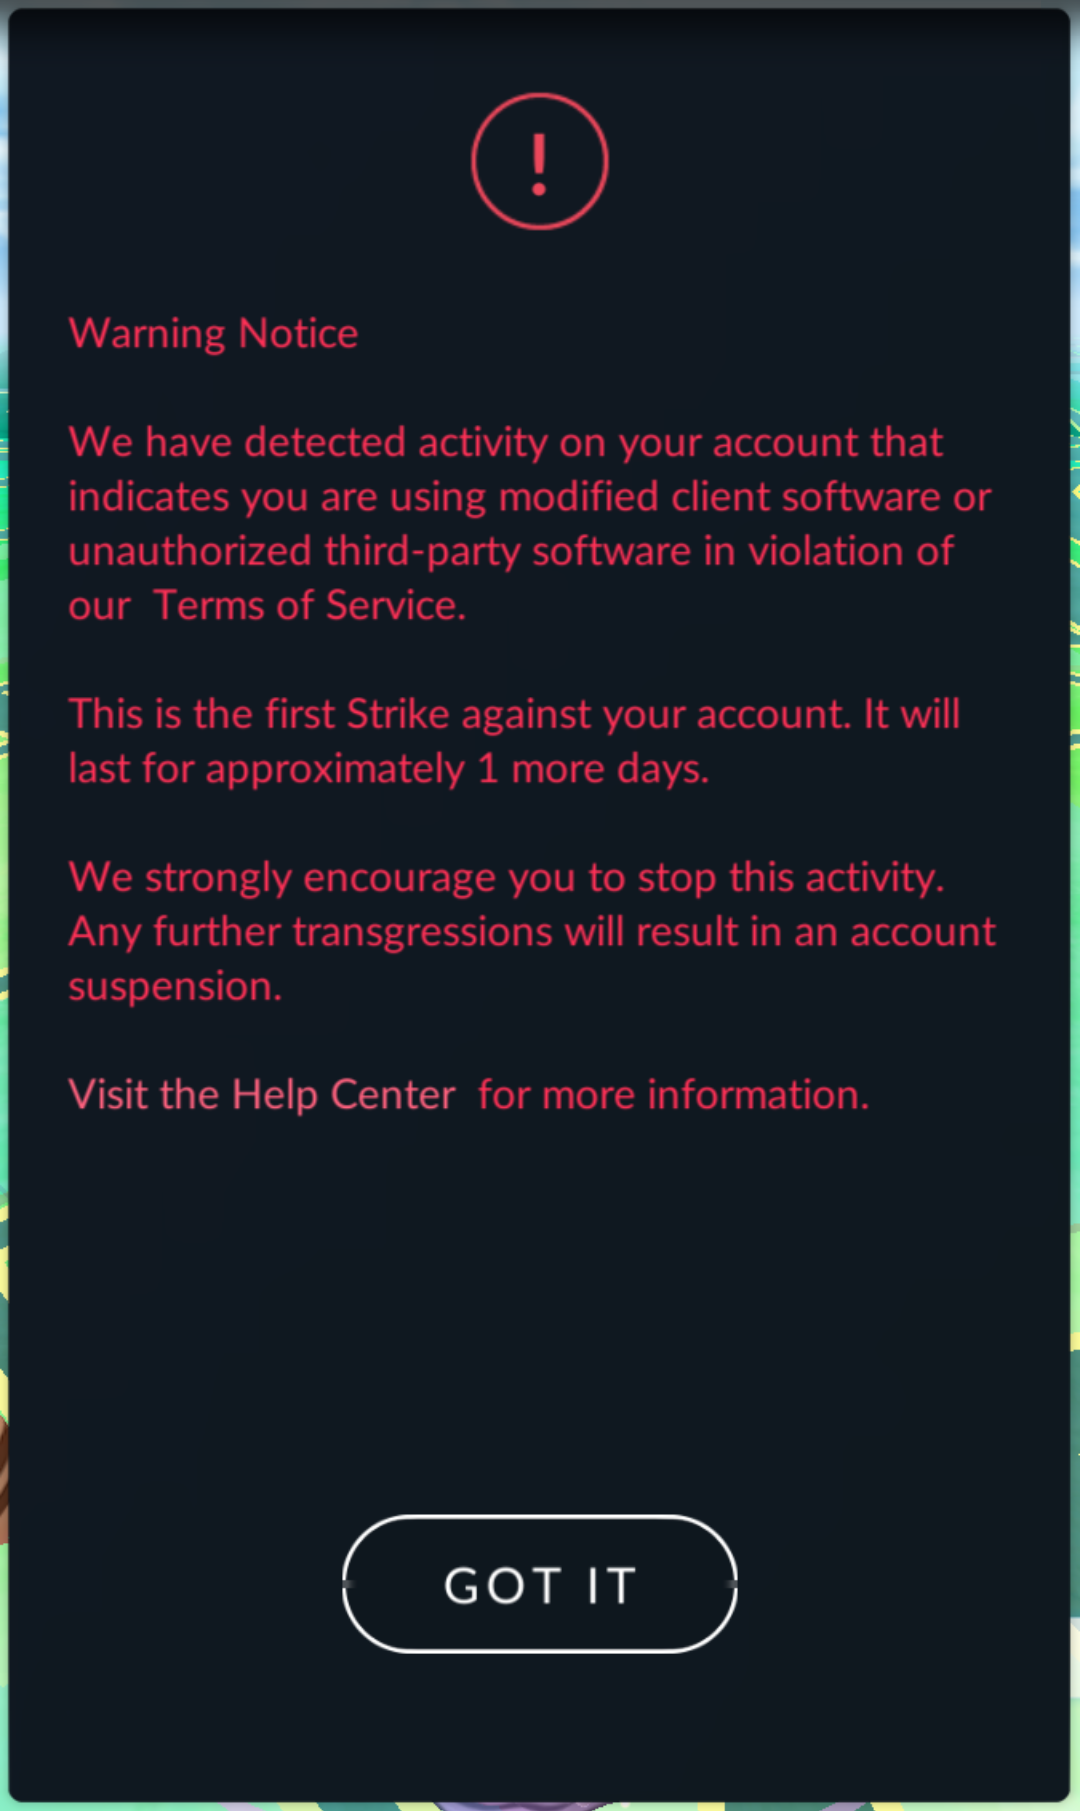 !
Warning Notice
We have detected activity on your account that
indicates you are using modified client software or
unauthorized third-party software in violation of
our  Terms of Service.
This is the first Strike against your account. It will
last for approximately 1 more days.
We strongly encourage you to stop this activity.
Any further transgressions will result in an account
suspension.
Visit the Help Center  for more information.
GOT IT